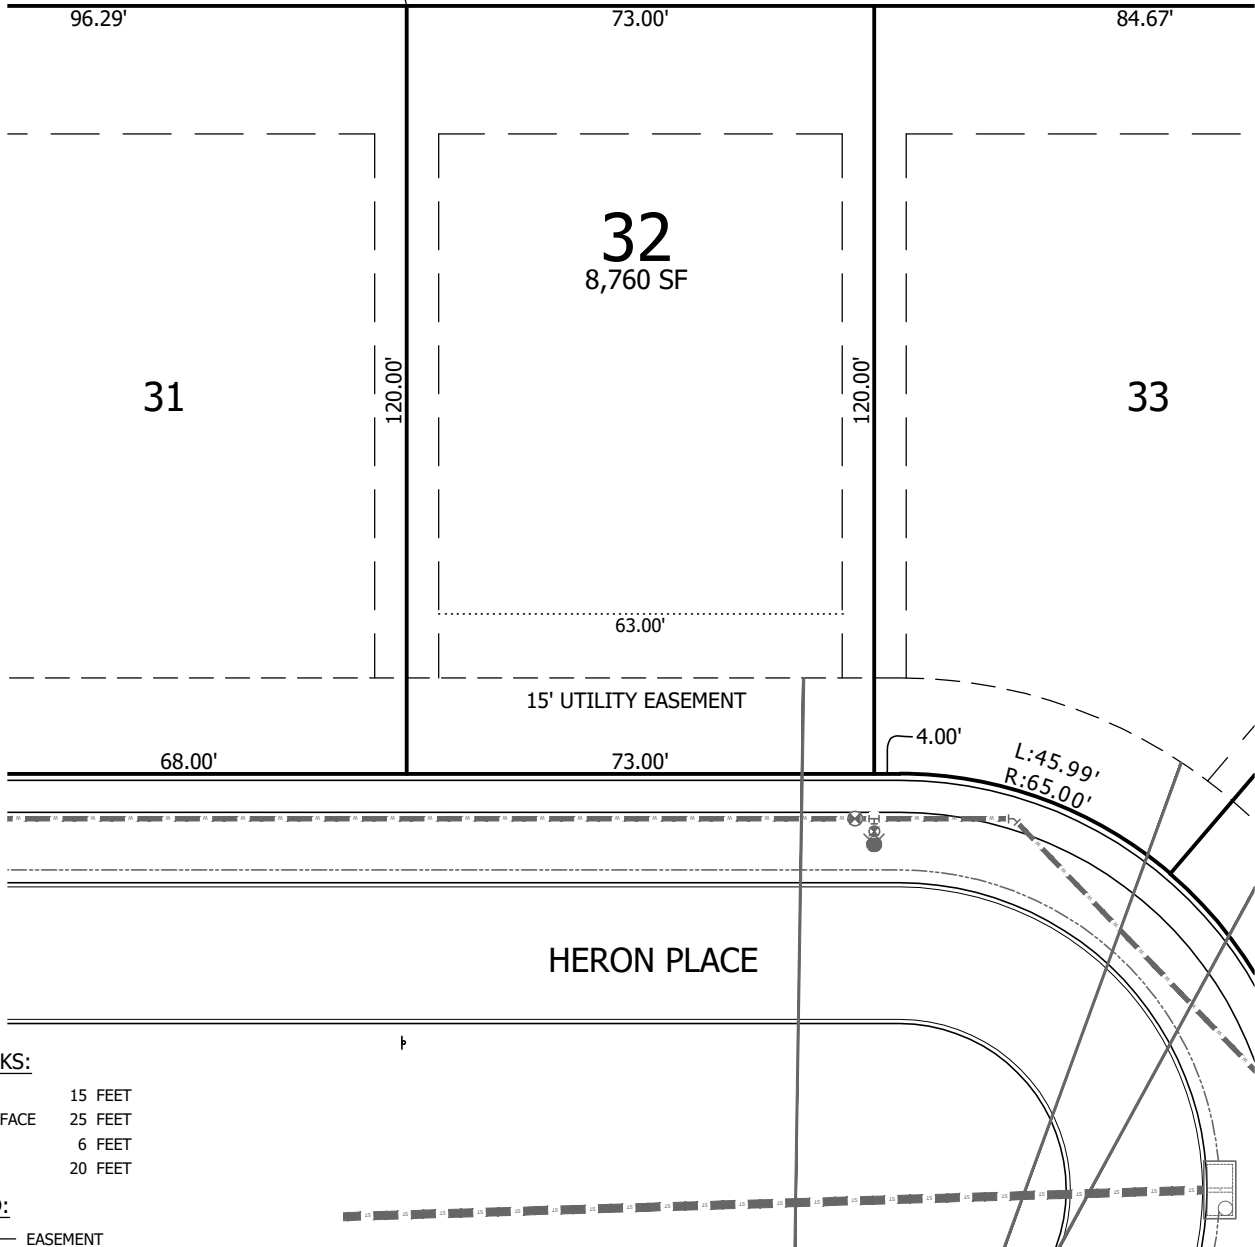 96.29'
73.00'
84.67'
32
8,760 SF
31
120.00'
120.00'
33
63.00'
15' UTILITY EASEMENT
68.00'
73.00'
4.00'
L:45.99'
R:65.00'
HERON PLACE
KS:
15 FEET
FACE 25 FEET
6 FEET
20 FEET
EASEMENT